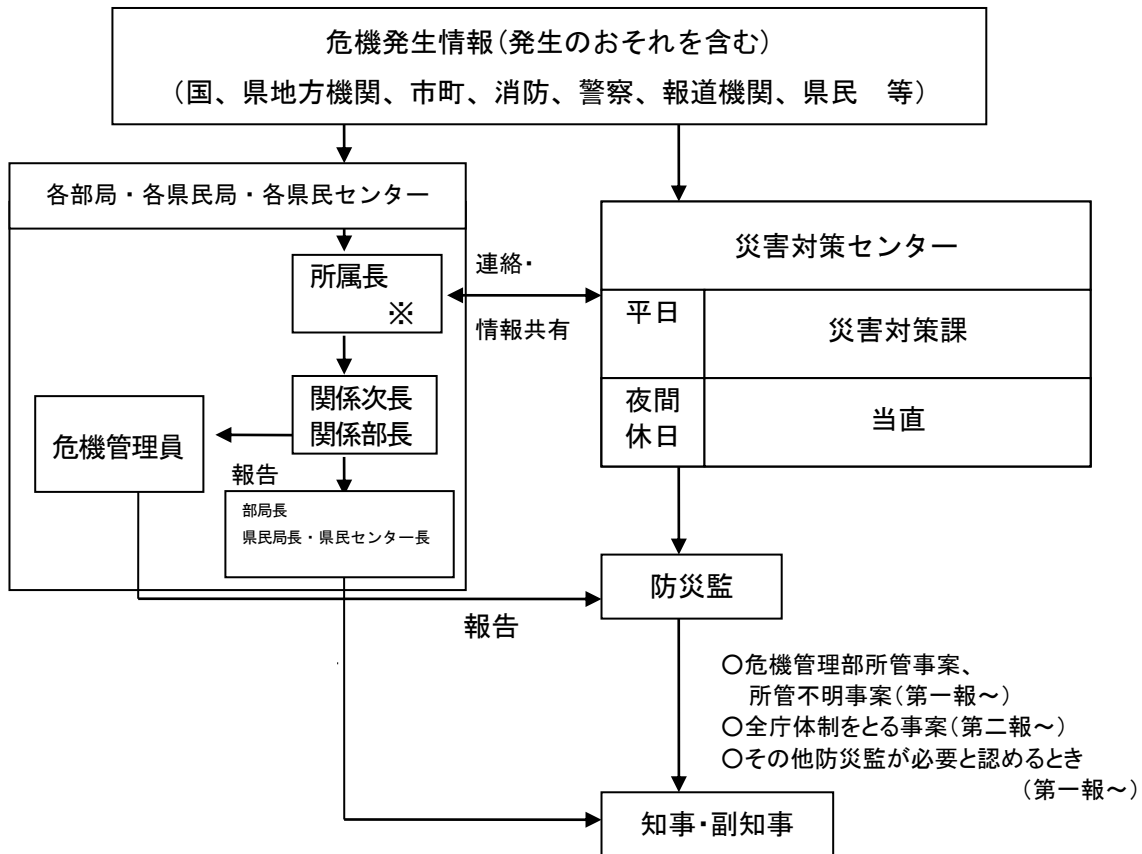 危機発生情報(発生のおそれを含む)
(国、県地方機関、市町、消防、警察、報道機関、県民　等)
各部局・各県民局・各県民センター
所属長
※
連絡・
情報共有
関係次長
関係部長
危機管理員
報告
部局長
県民局長・県民センター長
災害対策センター
平日
災害対策課
夜間
休日
当直
防災監
報告
○危機管理部所管事案、
所管不明事案(第一報～)
○全庁体制をとる事案(第二報～)
○その他防災監が必要と認めるとき
(第一報～)
知事・副知事